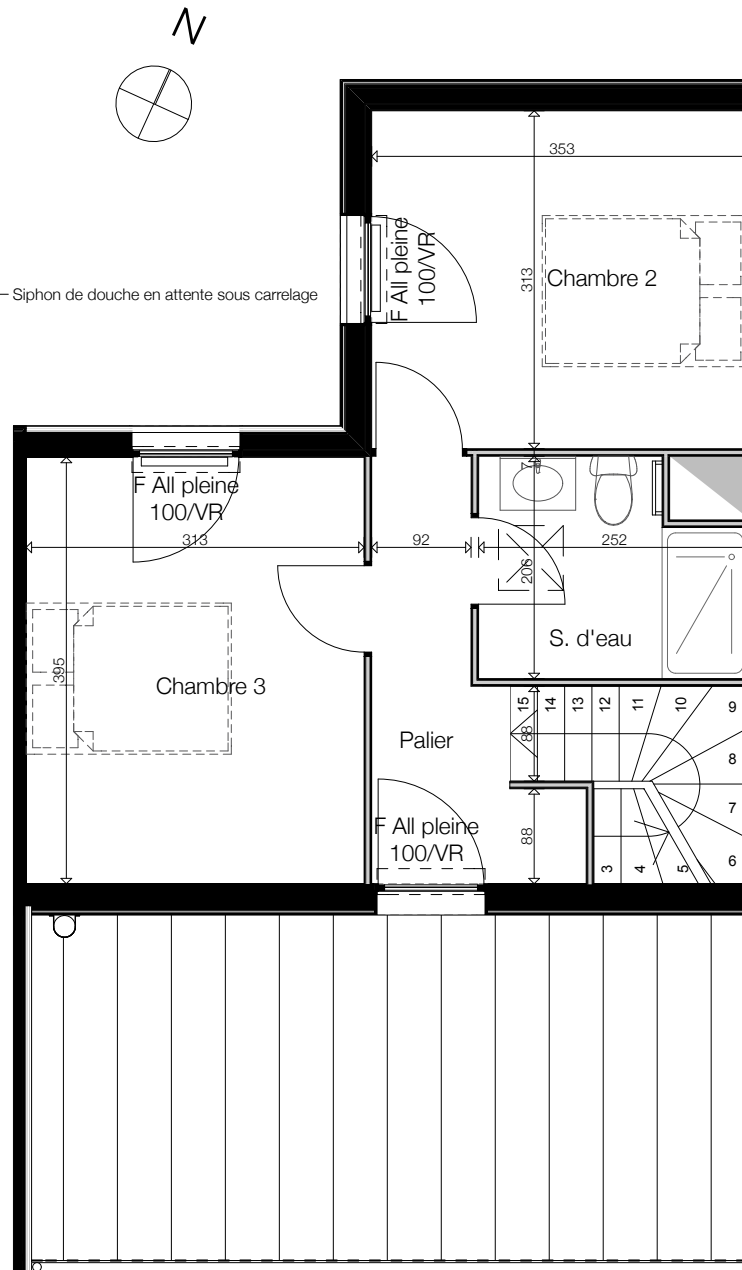 N
353
F All pleine
100/VR
313
Chambre 2
Siphon de douche en attente sous carrelage
F All pleine
100/VR
313
92
252
206
S. d'eau
395
Chambre 3
Palier
88
15
14
13
12
11
10
9
8
7
6
5
4
3
88
F All pleine
100/VR